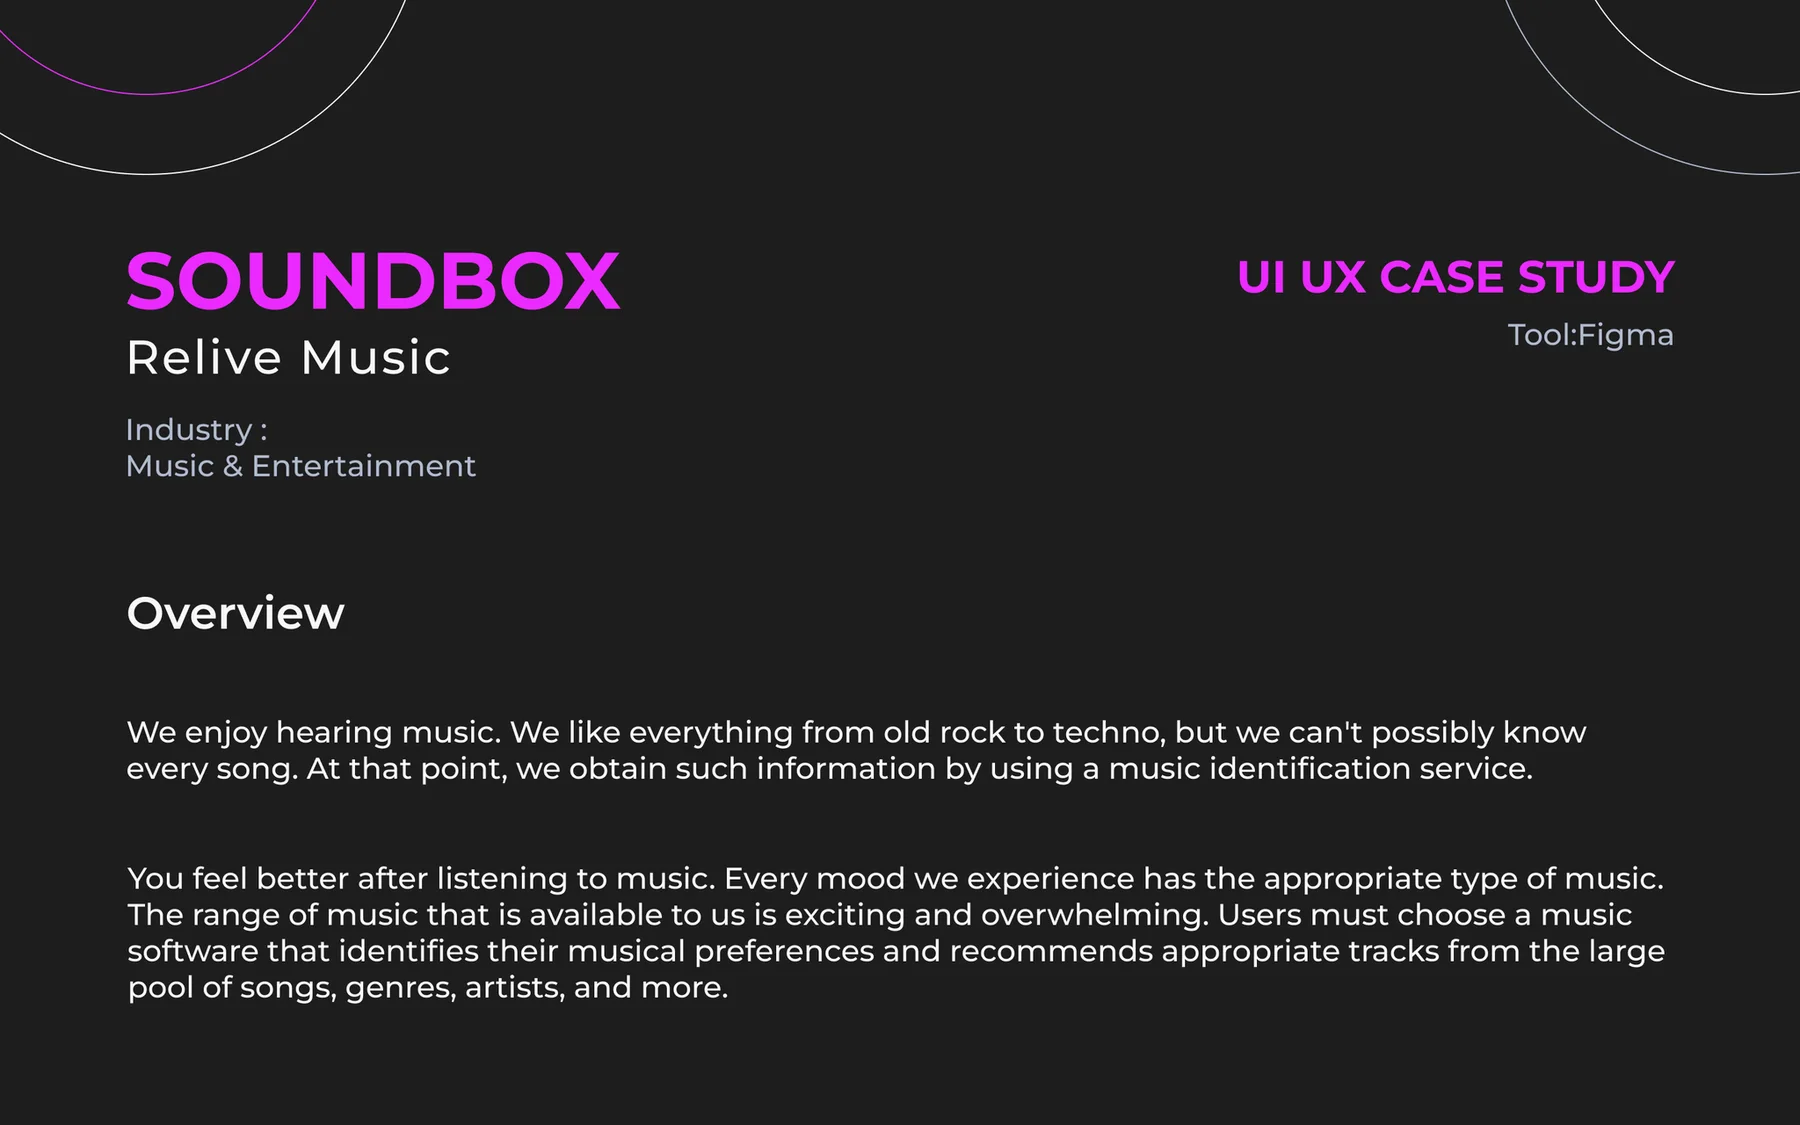 SOUNDBOX
Relive Music
Industry :
Music & Entertainment
UI UX CASE STUDY
Tool:Figma
Overview
We enjoy hearing music. We like everything from old rock to techno, but we can't possibly know
every song. At that point, we obtain such information by using a music identification service.
You feel better after listening to music. Every mood we experience has the appropriate type of music.
The range of music that is available to us is exciting and overwhelming. Users must choose a music
software that identifies their musical preferences and recommends appropriate tracks from the large
pool of songs, genres, artists, and more.